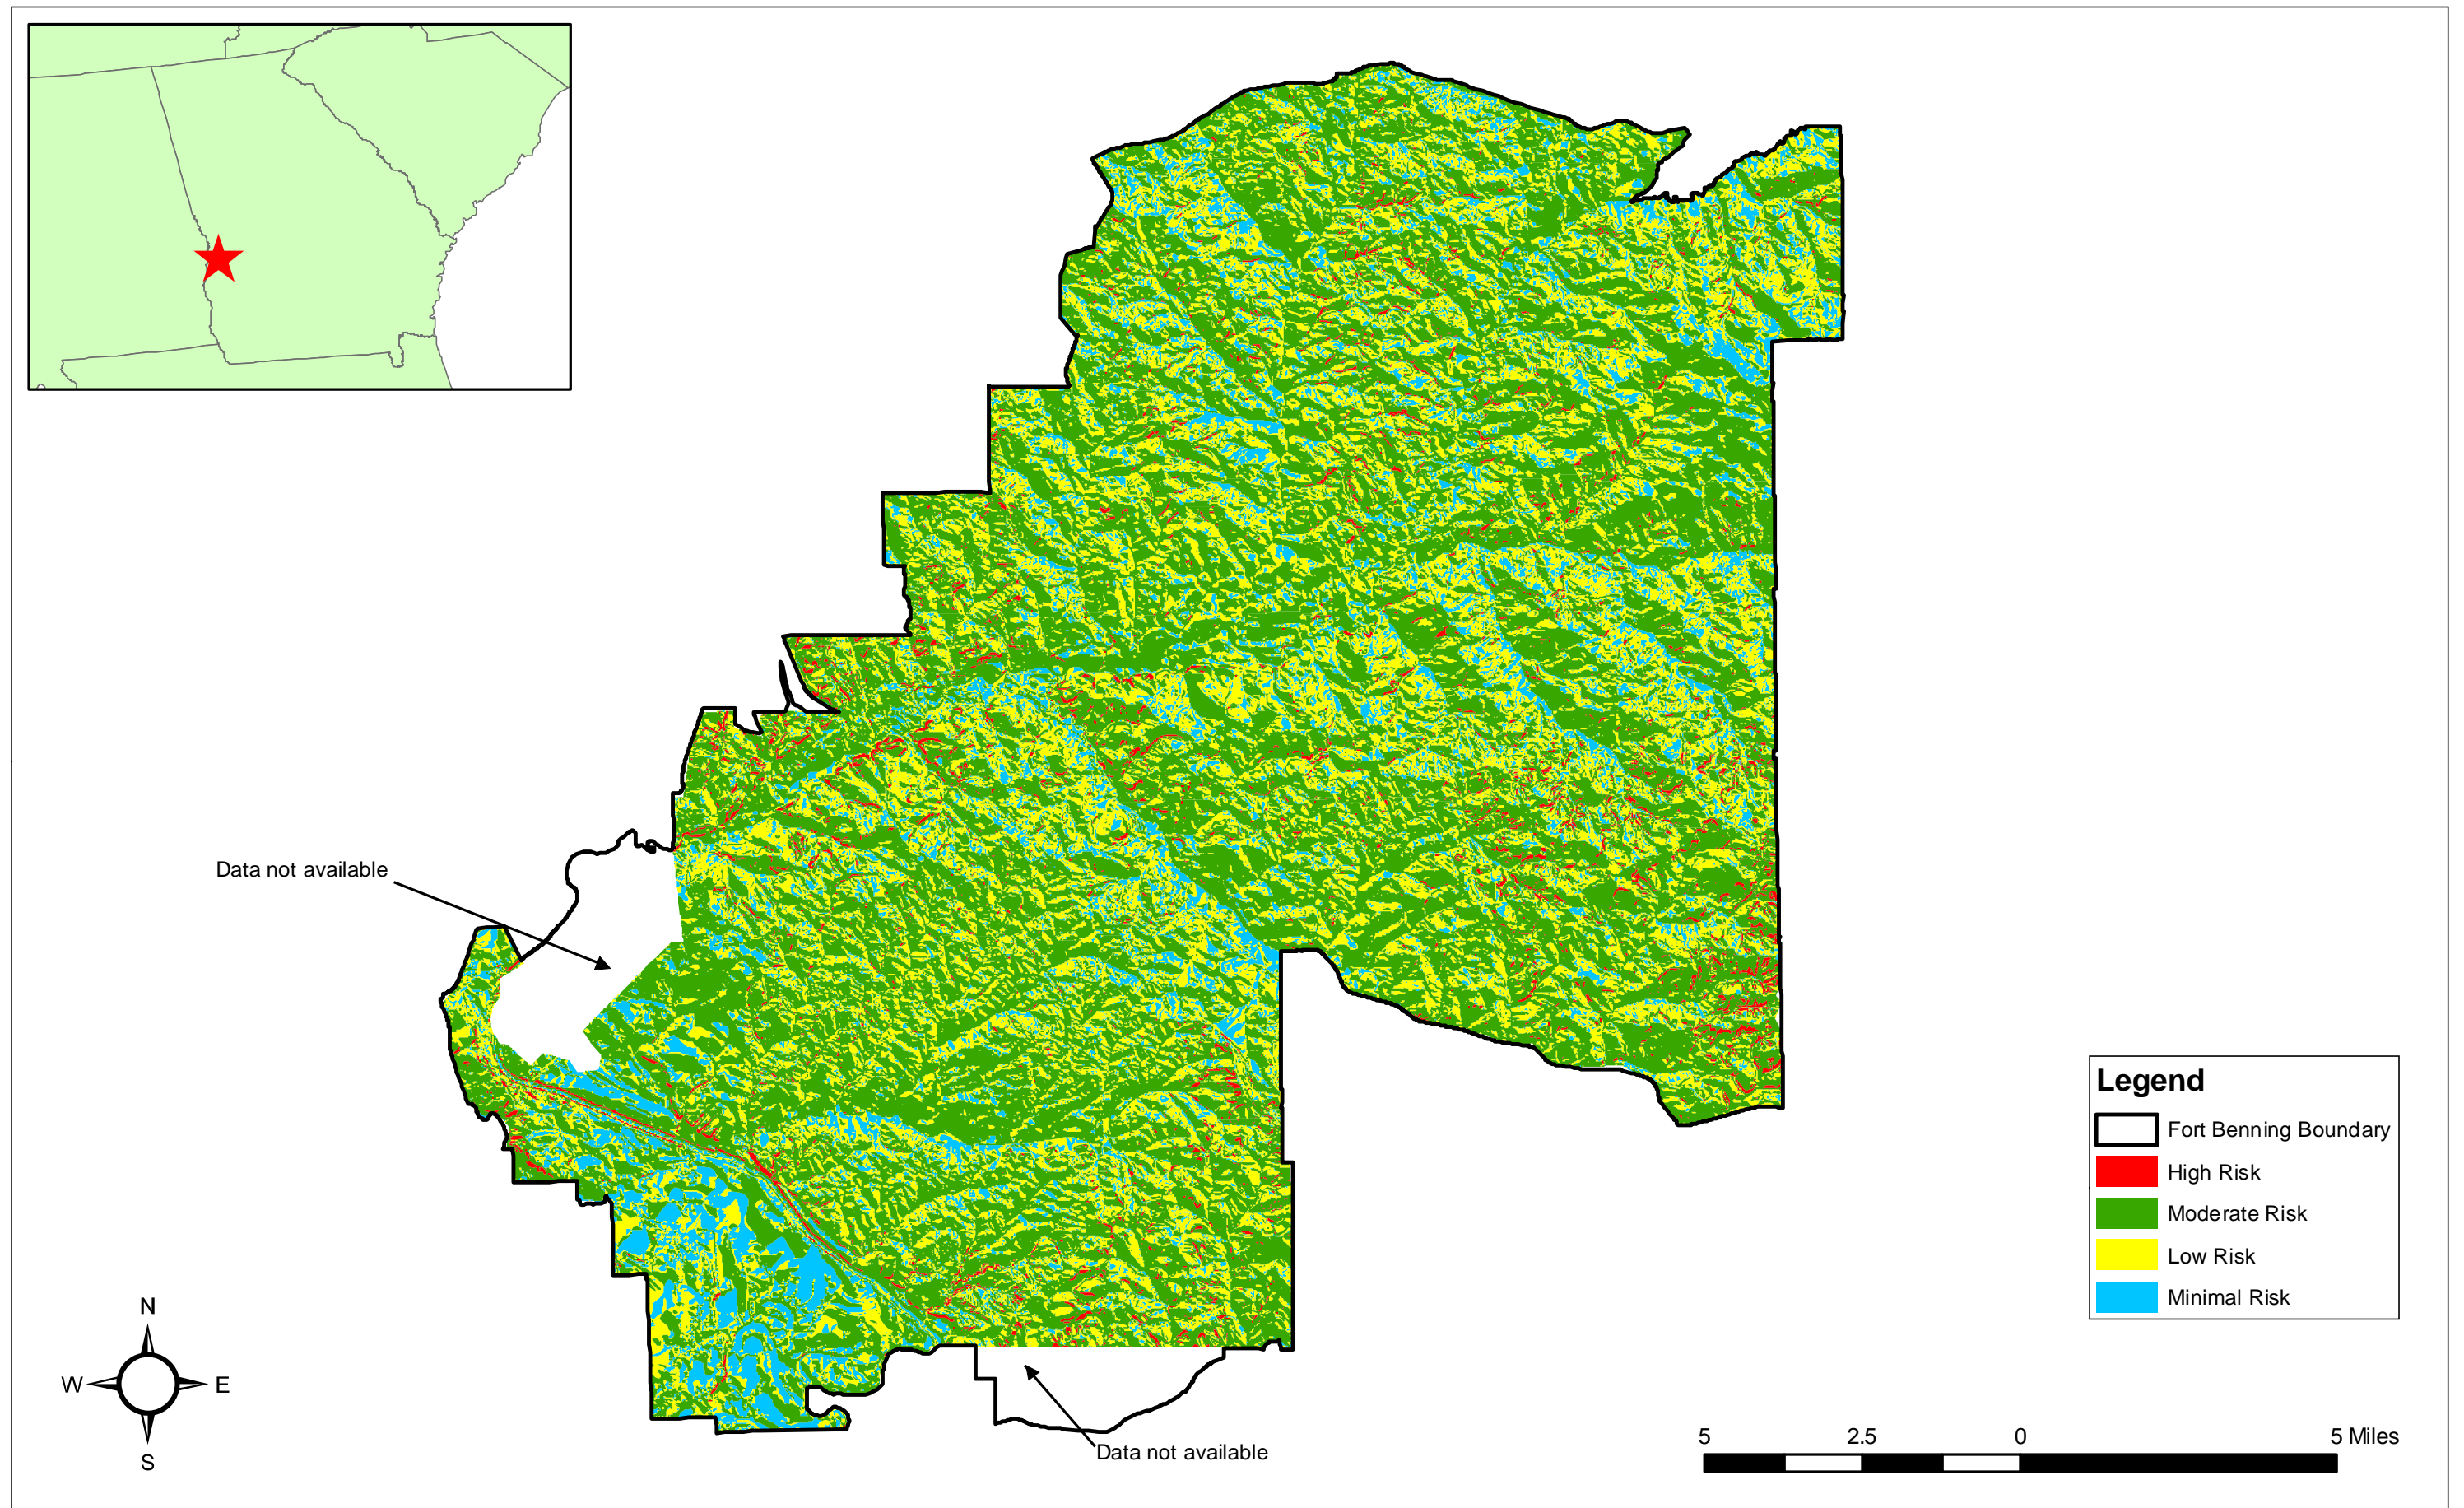 Data not available
Legend
Fort Benning Boundary
High Risk
Moderate Risk
Low Risk
Minimal Risk
N
W E
S
Data not available
5 2.5 0 5 Miles